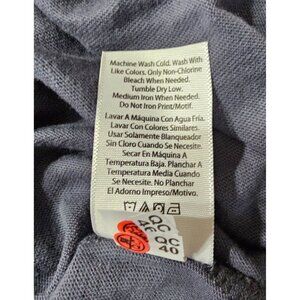 Machine Wash Cold. Wash With
Like Colors. Only Non-Chlorine
Bleach When Needed.
Tumble Dry Low.
Medium Iron When Needed.
Do Not Iron Print/Motif.
Lavar A Máquina Con Agua Fría.
Lavar Con Colores Similares.
Usar Solamente Blanqueador
Sin Cloro Cuando Se Necesite.
Secar En Máquina A
Temperatura Baja. Planchar A
Temperatura Media Cuando
Se Necesite. No Planchar
El Adorno Impreso/Motivo.
QC QC
40 40